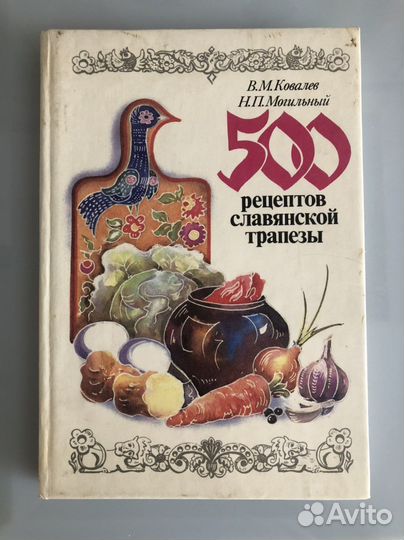 В.М.Ковалев
Н.П.Могильный
500
рецептов
славянской
трапезы
Avito